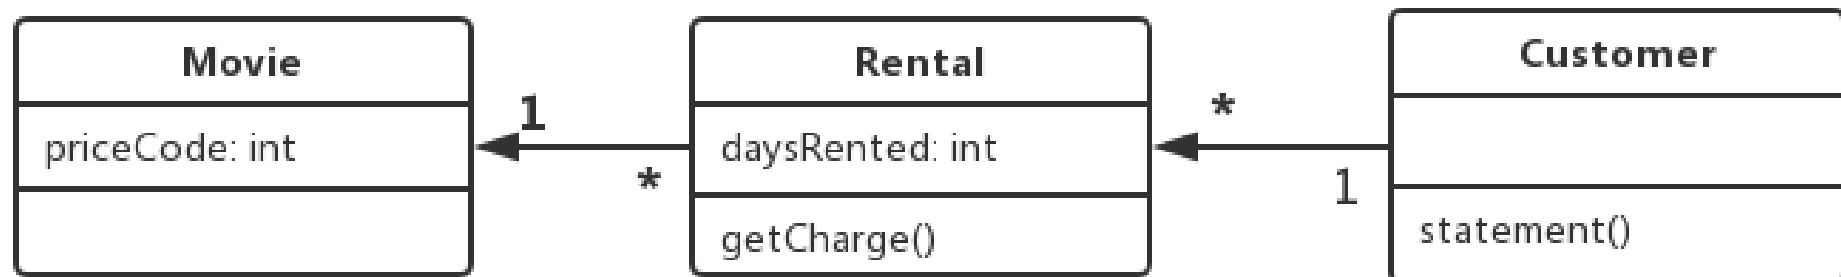 Movie
priceCode: int
1
*
Rental
daysRented: int
getCharge()
*
1
Customer
statement()